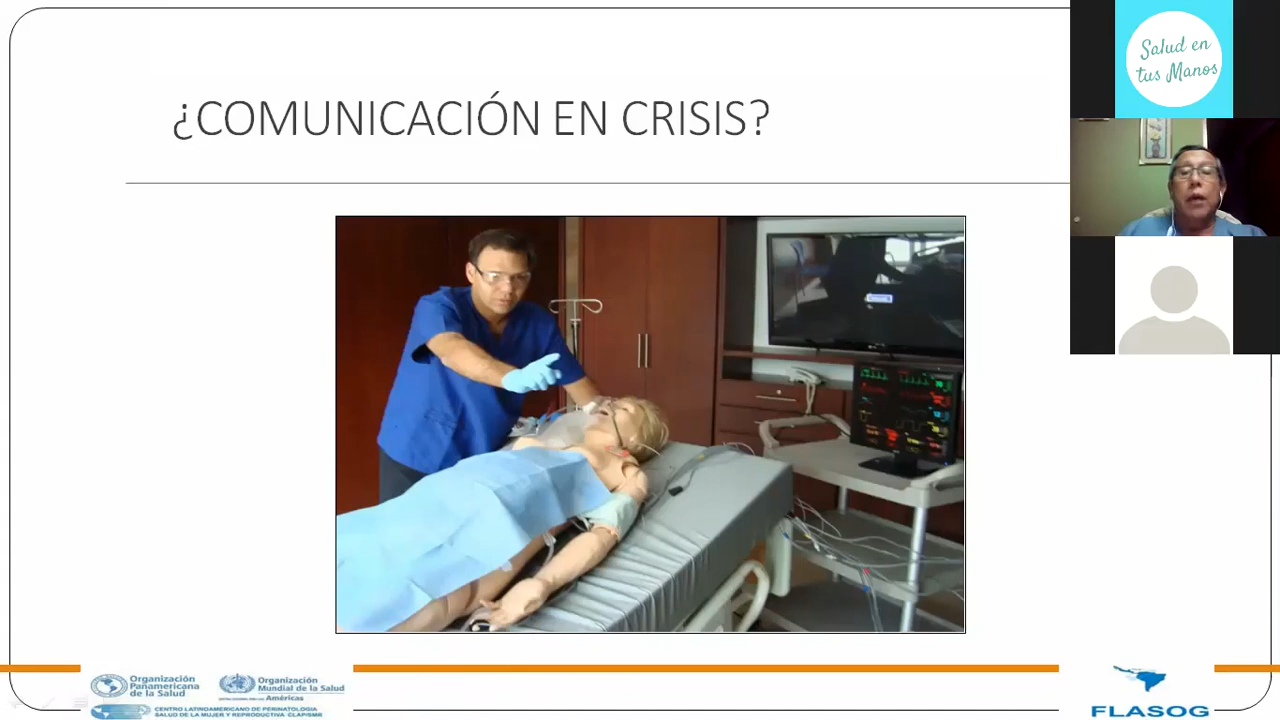 ¿COMUNICACIÓN EN CRISIS?
Salud en
tus Manos
Organización
Panamericana
de la Salud
Organización
Mundial de la Salud
Américas
CENTRO LATINOAMERICANO DE PERINATOLOGÍA
SALUD DE LA MUJER Y REPRODUCTIVA CLAP/SMR
FLASOG